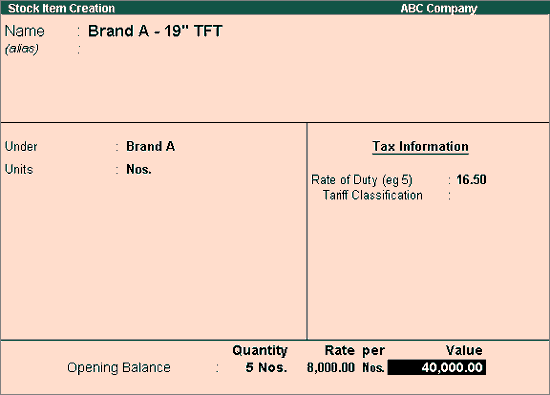 Stock Item Creation ABC Company
Name : Brand A - 19" TFT
(alias) :
Under : Brand A
Units : Nos.
Tax Information
Rate of Duty (eg 5) : 16.50
Tariff Classification :
Quantity Rate per Value
Opening Balance : 5 Nos. 8,000.00 Nos. 40,000.00